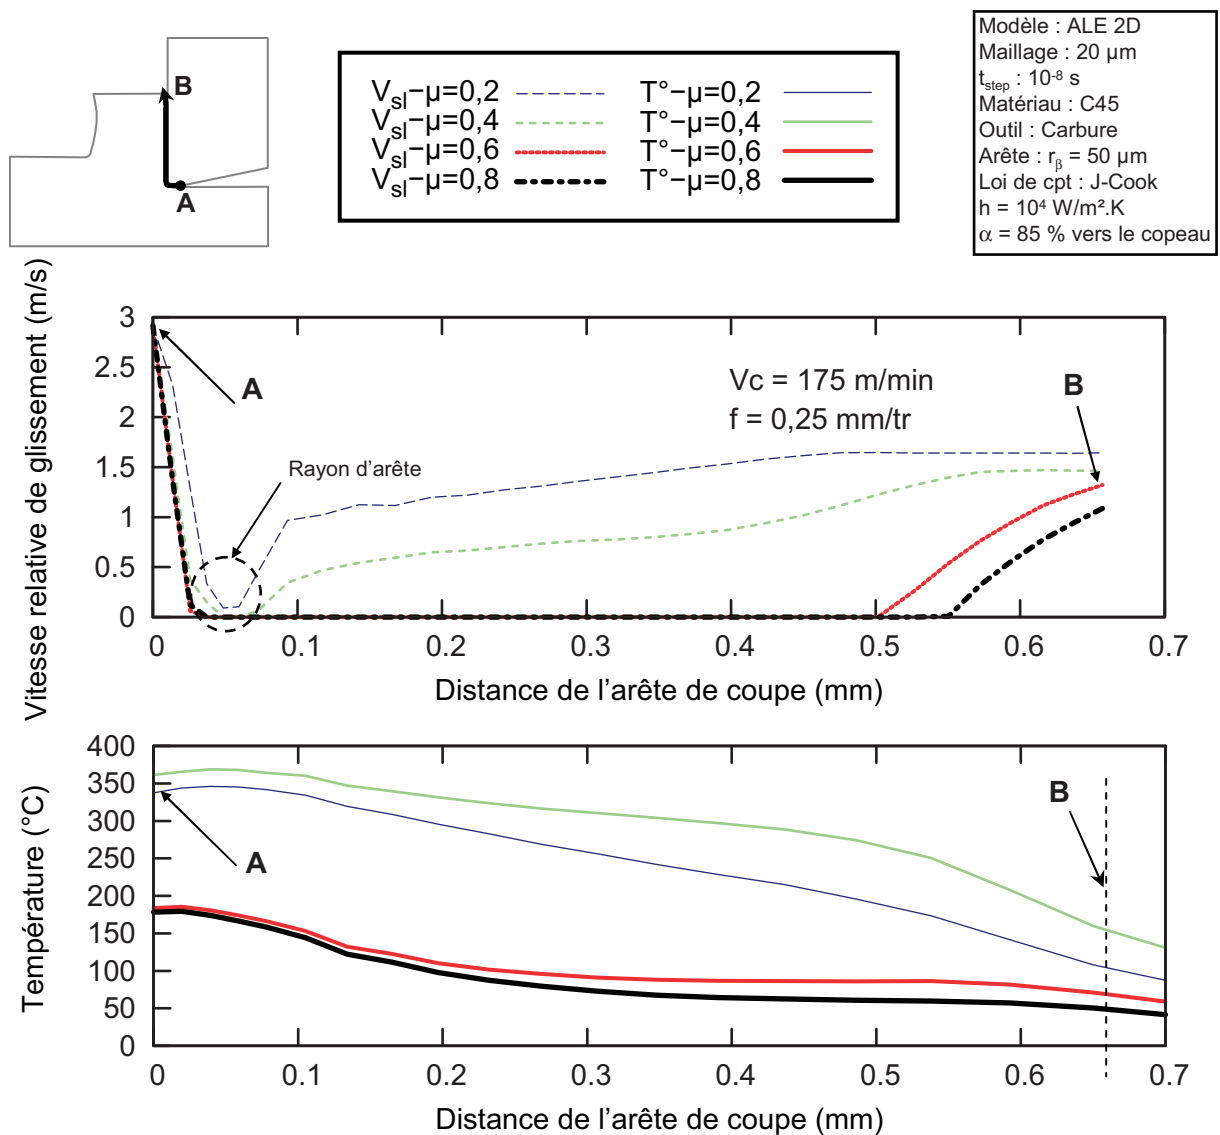 B
A
V_sl−μ=0,2
V_sl−μ=0,4
V_sl−μ=0,6
V_sl−μ=0,8
T°−μ=0,2
T°−μ=0,4
T°−μ=0,6
T°−μ=0,8
Modèle : ALE 2D
Maillage : 20 μm
t_step : 10⁻⁸ s
Matériau : C45
Outil : Carbure
Arête : r_β = 50 μm
Loi de cpt : J-Cook
h = 10⁴ W/m².K
α = 85 % vers le copeau
Vitesse relative de glissement (m/s)
3
2.5
2
1.5
1
0.5
0
A
Rayon d'arête
Vc = 175 m/min
f = 0,25 mm/tr
B
0 0.1 0.2 0.3 0.4 0.5 0.6 0.7
Distance de l'arête de coupe (mm)
Température (°C)
400
350
300
250
200
150
100
50
0
A
B
0 0.1 0.2 0.3 0.4 0.5 0.6 0.7
Distance de l'arête de coupe (mm)